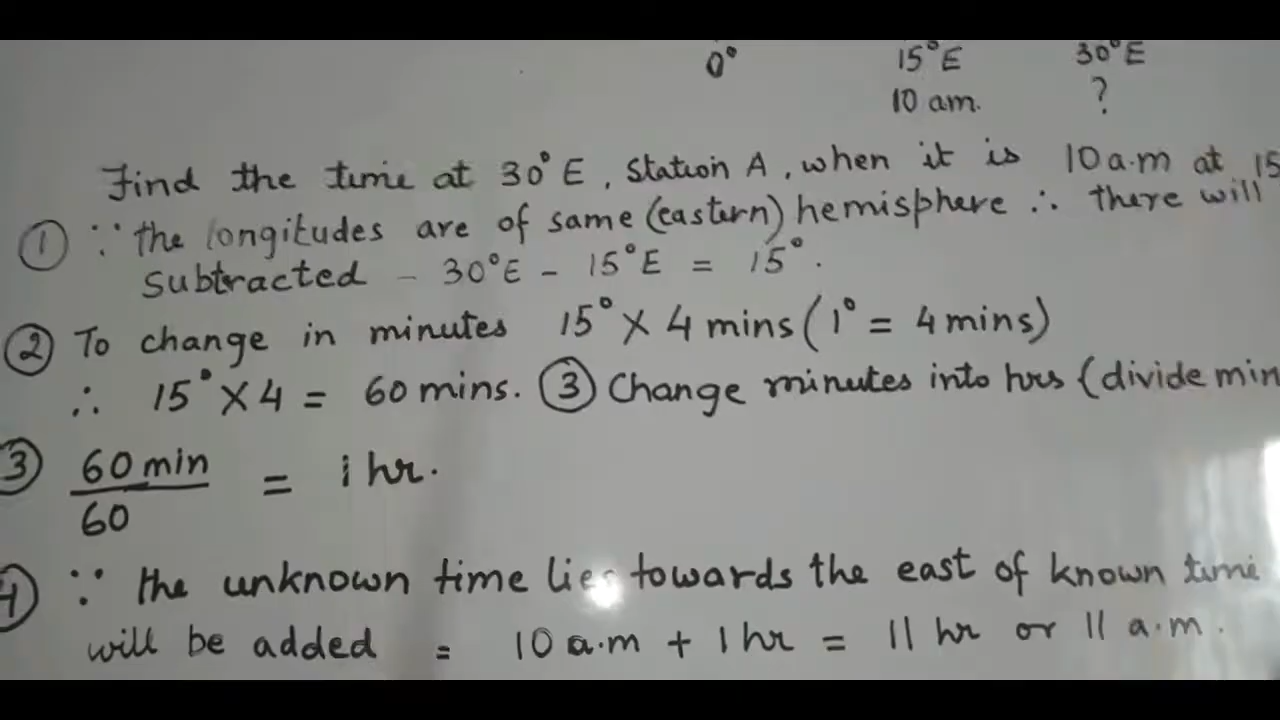 0° 15°E 30°E
10 am. ?
Find the time at 30°E, Station A, when it is 10 a.m at 15
① ∵ the longitudes are of same (eastern) hemisphere ∴ there will
subtracted - 30°E - 15°E = 15°.
② To change in minutes 15° X 4 mins (1° = 4 mins)
∴ 15° X 4 = 60 mins. ③ Change minutes into hrs (divide min
③ 60 min / 60 = 1 hr.
④ ∵ the unknown time lies towards the east of known time
will be added = 10 a.m + 1 hr = 11 hr or 11 a.m.